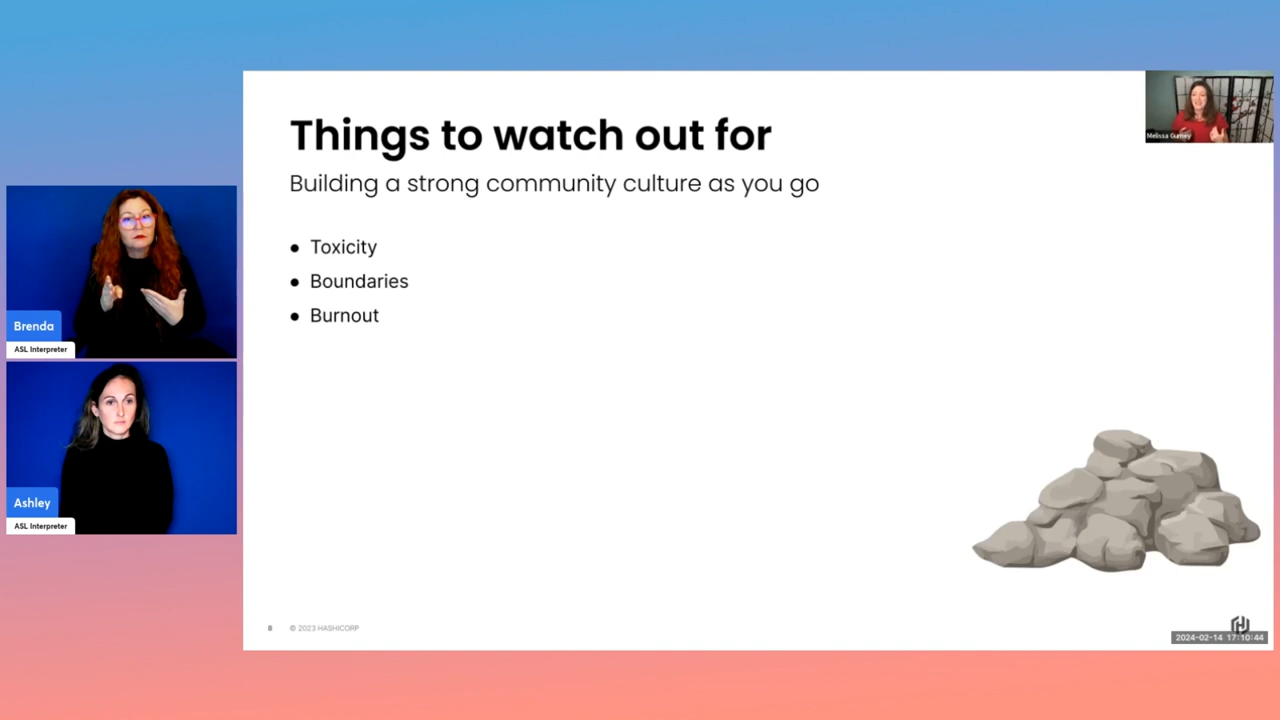 Things to watch out for
Building a strong community culture as you go
● Toxicity
● Boundaries
● Burnout
Melissa Gurney
Brenda
ASL Interpreter
Ashley
ASL Interpreter
8 © 2023 HASHICORP
2024-02-14 17:10:44